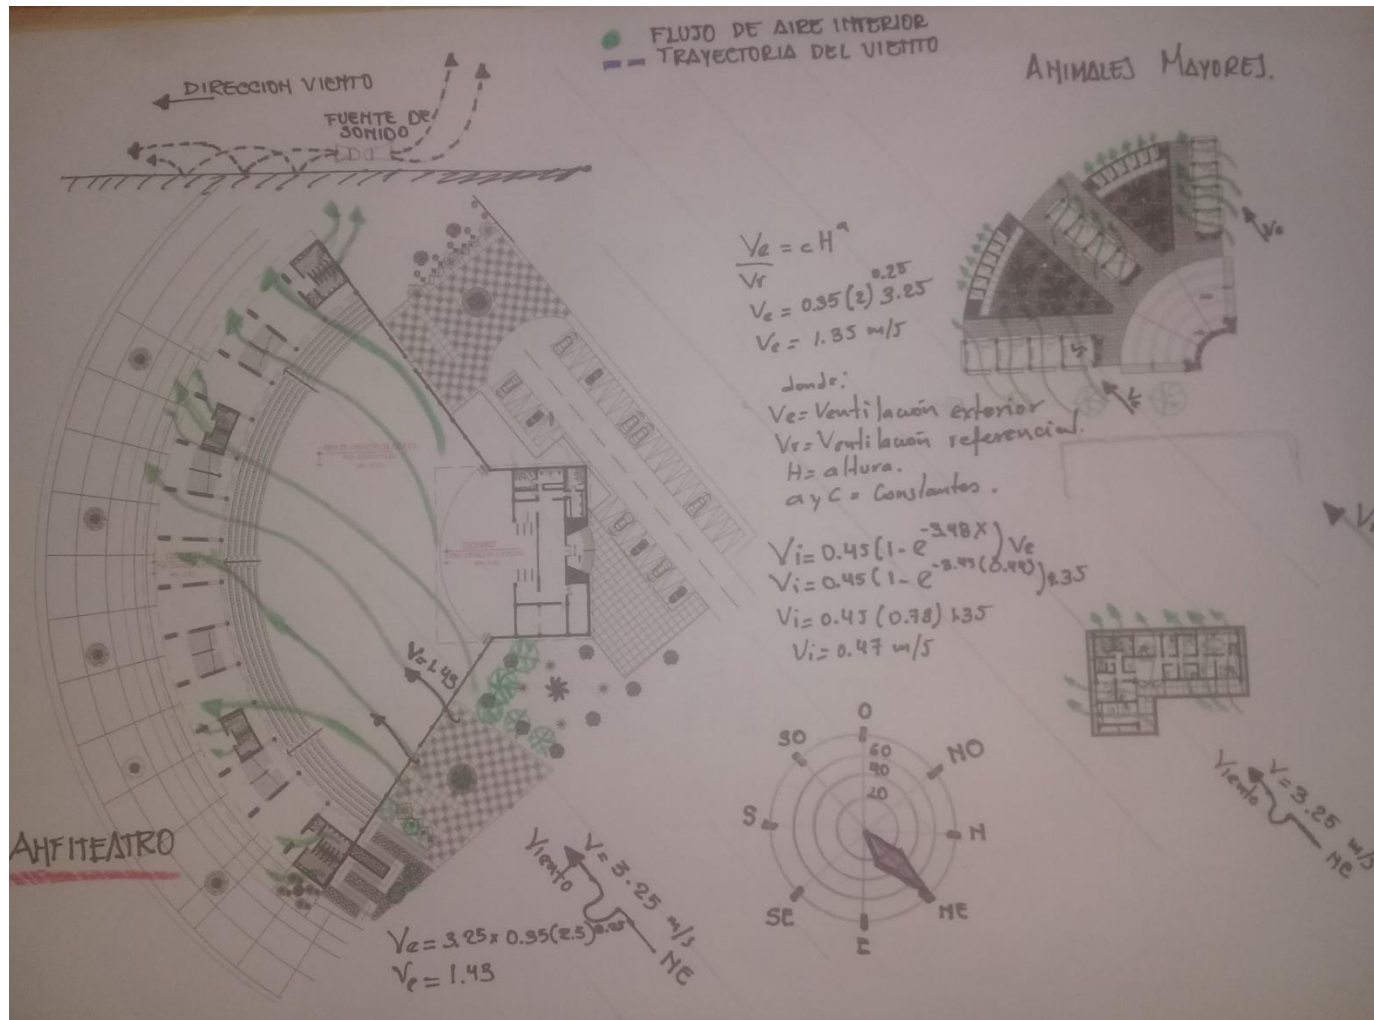 FLUJO DE AIRE INTERIOR
TRAYECTORIA DEL VIENTO
ANIMALES MAYORES.
DIRECCION VIENTO
FUENTE DE
SONIDO
Ve
Ve = cH^a
Vr
Ve = 0.35(2)^0.25 3.25
Ve = 1.35 m/s
donde:
Ve = Ventilación exterior
Vr = Ventilación referencial.
H = altura.
a y C = Constantes.
Vi = 0.45(1 - e^-3.48x) Ve
Vi = 0.45(1 - e 1.35
Vi = 0.45 (0.78) 1.35
Vi = 0.47 m/s
V=1.43
O
SO
NO
60
40
20
S
N
SE
NE
E
Viento
V = 3.25 m/s
NE
ANFITEATRO
Viento
V = 3.25 m/s
NE
Ve = 3.25 x 0.35(2.5)^0.25
Ve = 1.43